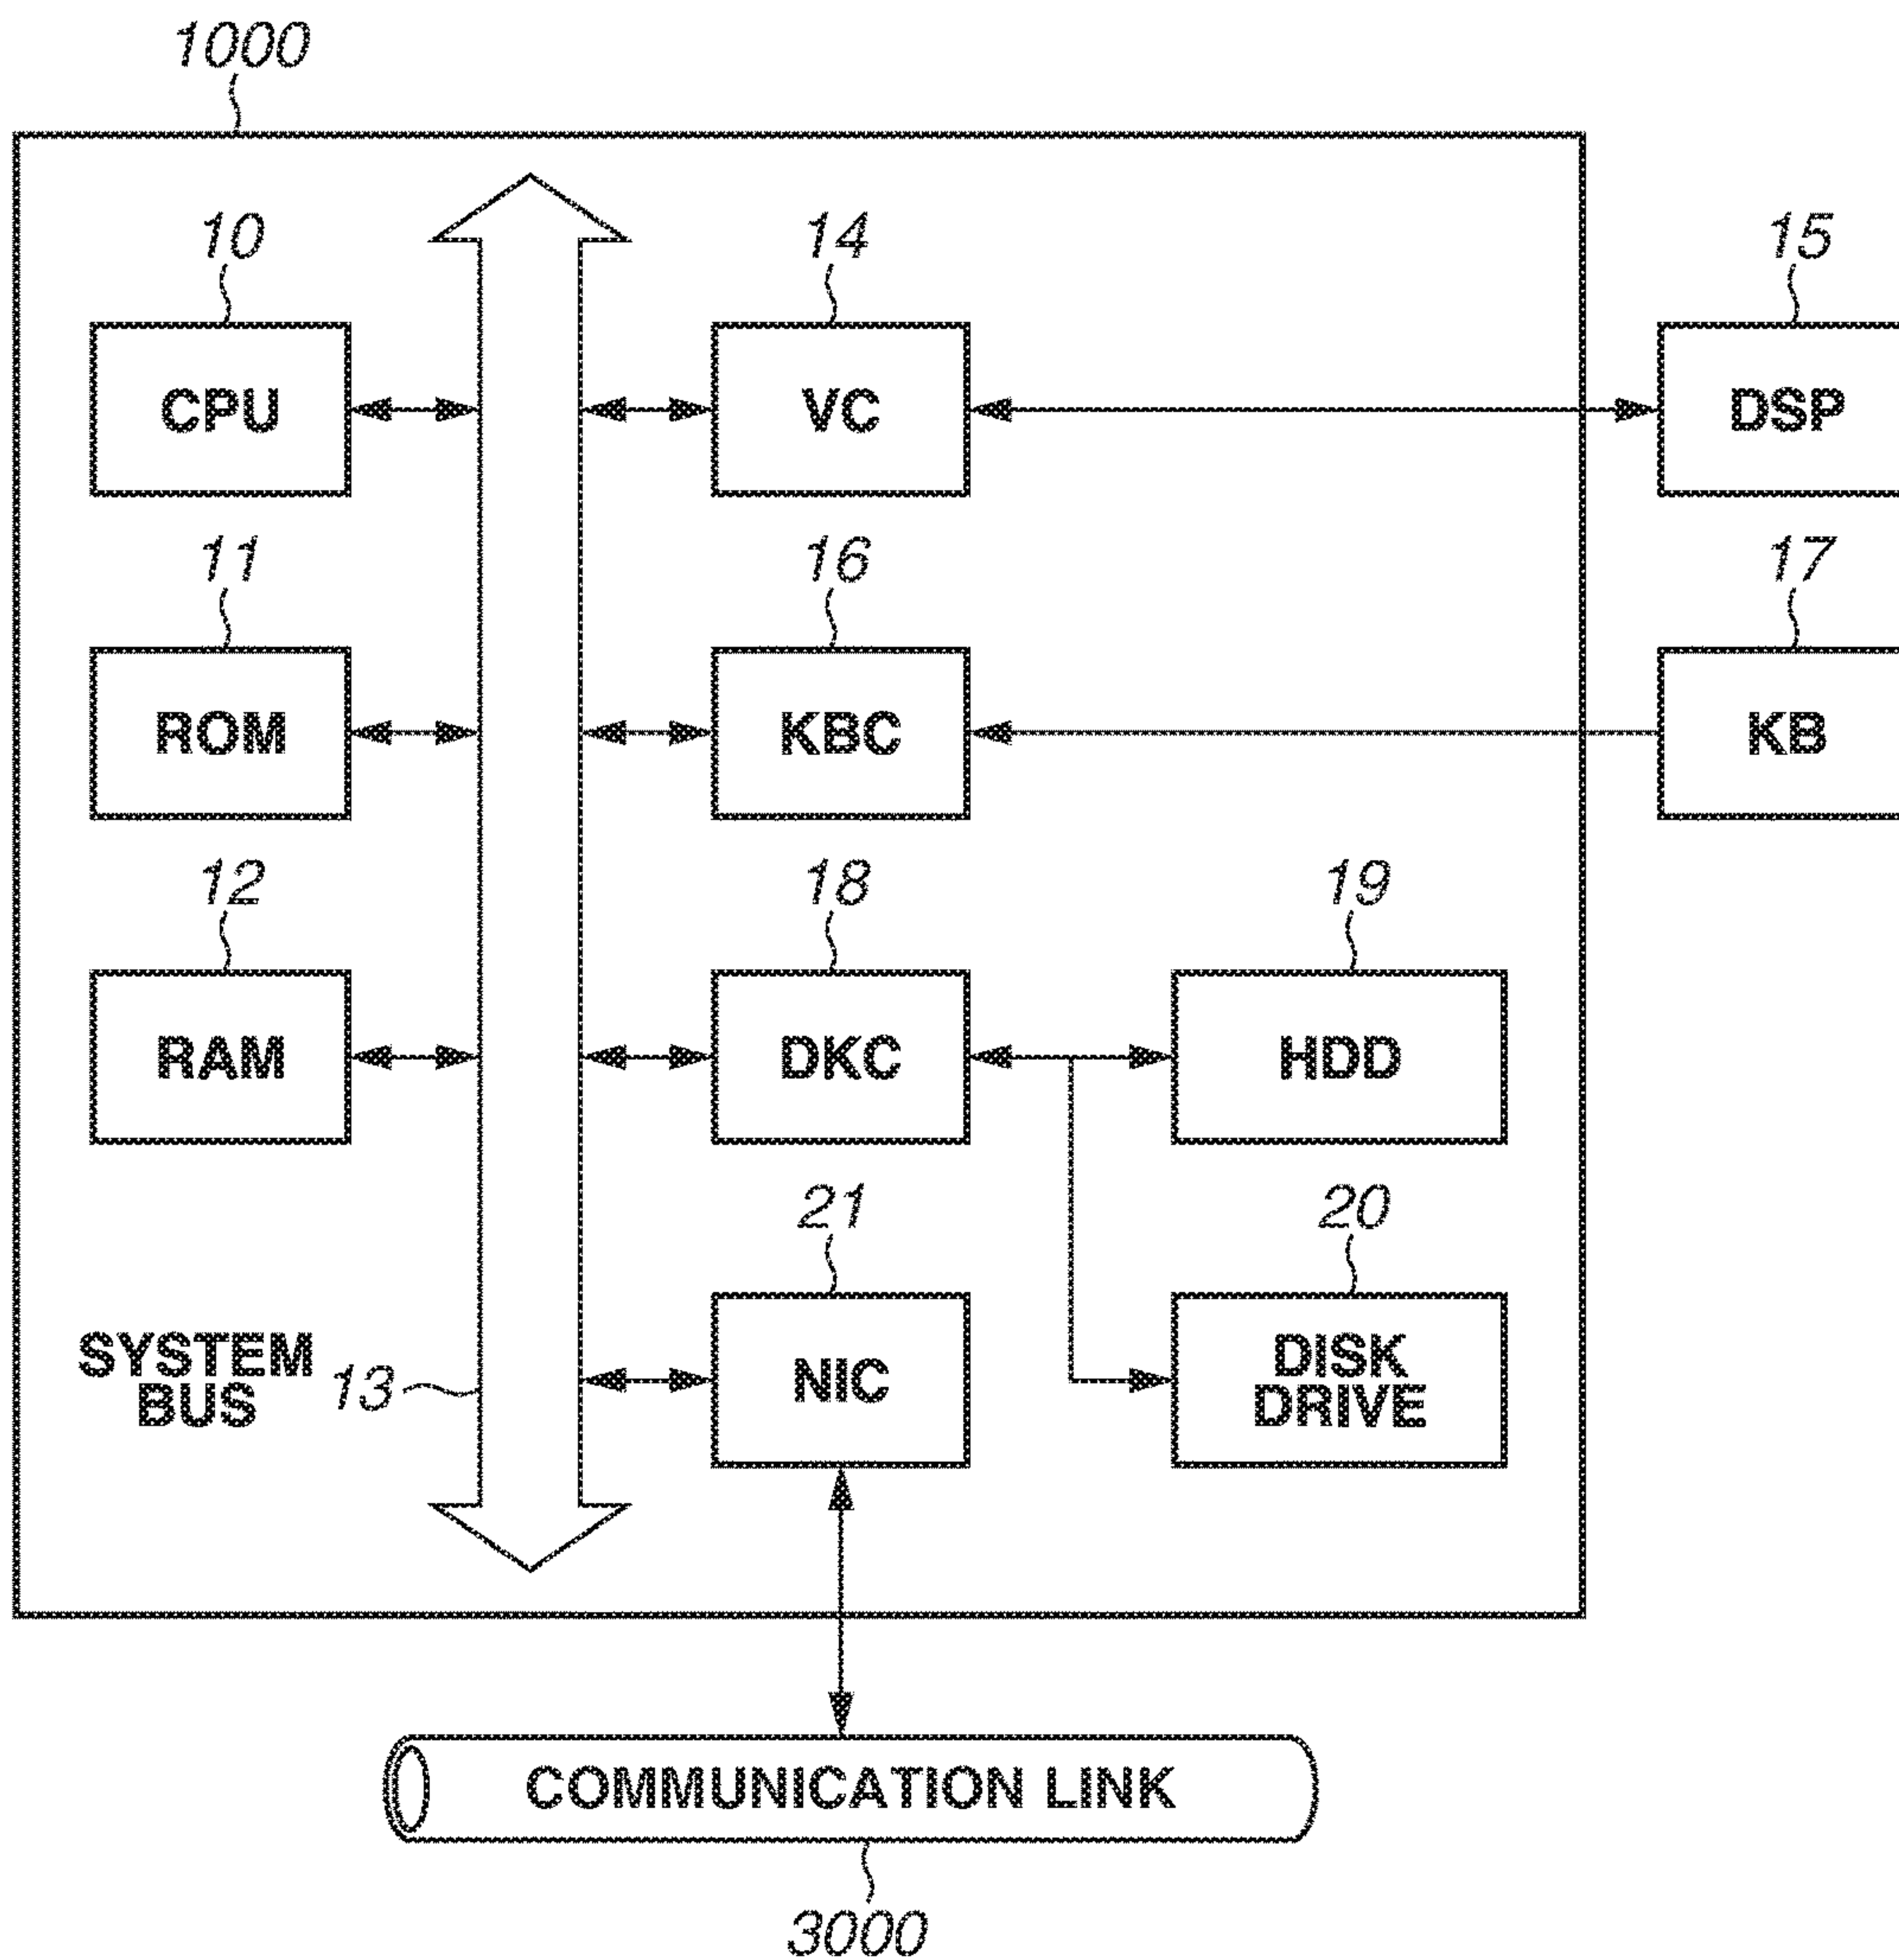 1000
10
14
15
CPU
VC
DSP
11
16
17
ROM
KBC
KB
12
18
19
RAM
DKC
HDD
21
20
SYSTEM
BUS
13
NIC
DISK
DRIVE
COMMUNICATION LINK
3000